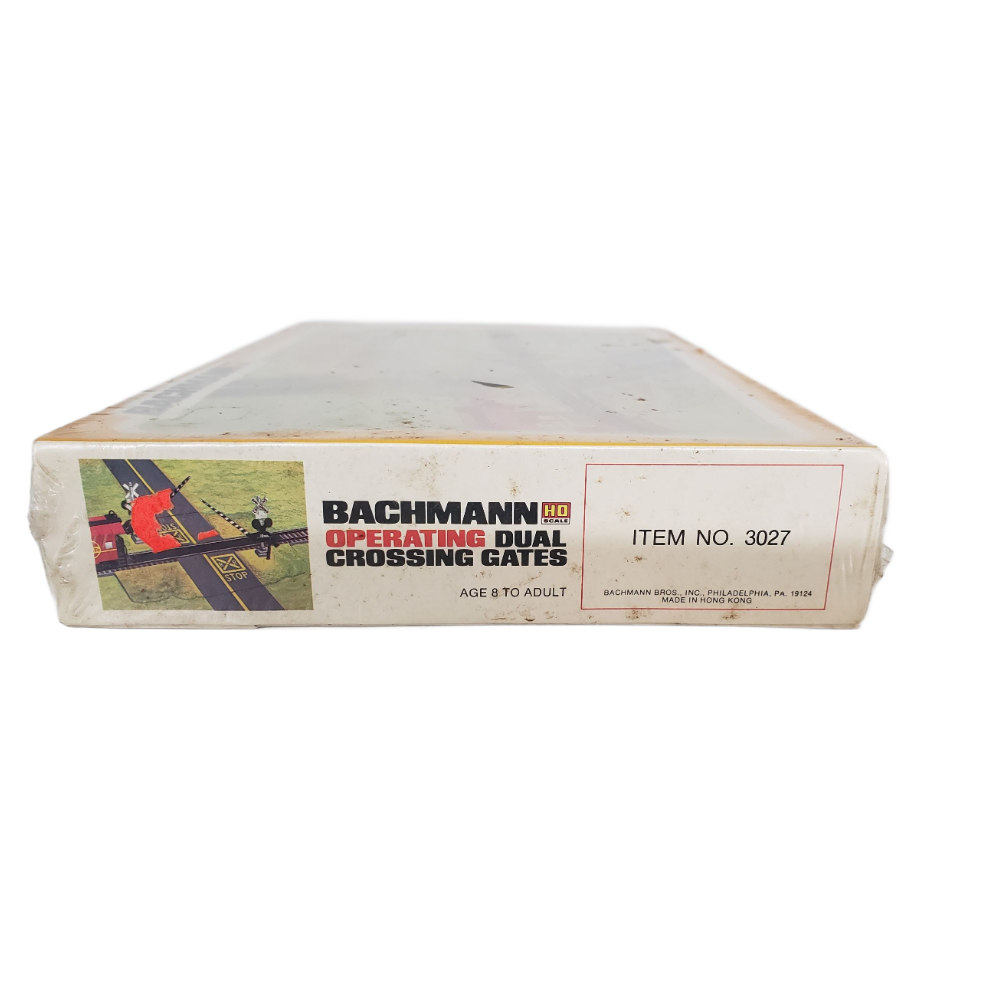 BACHMANN
BACHMANN HO SCALE
OPERATING DUAL
CROSSING GATES
AGE 8 TO ADULT
STOP
ITEM NO. 3027
BACHMANN BROS., INC., PHILADELPHIA, PA. 19124
MADE IN HONG KONG